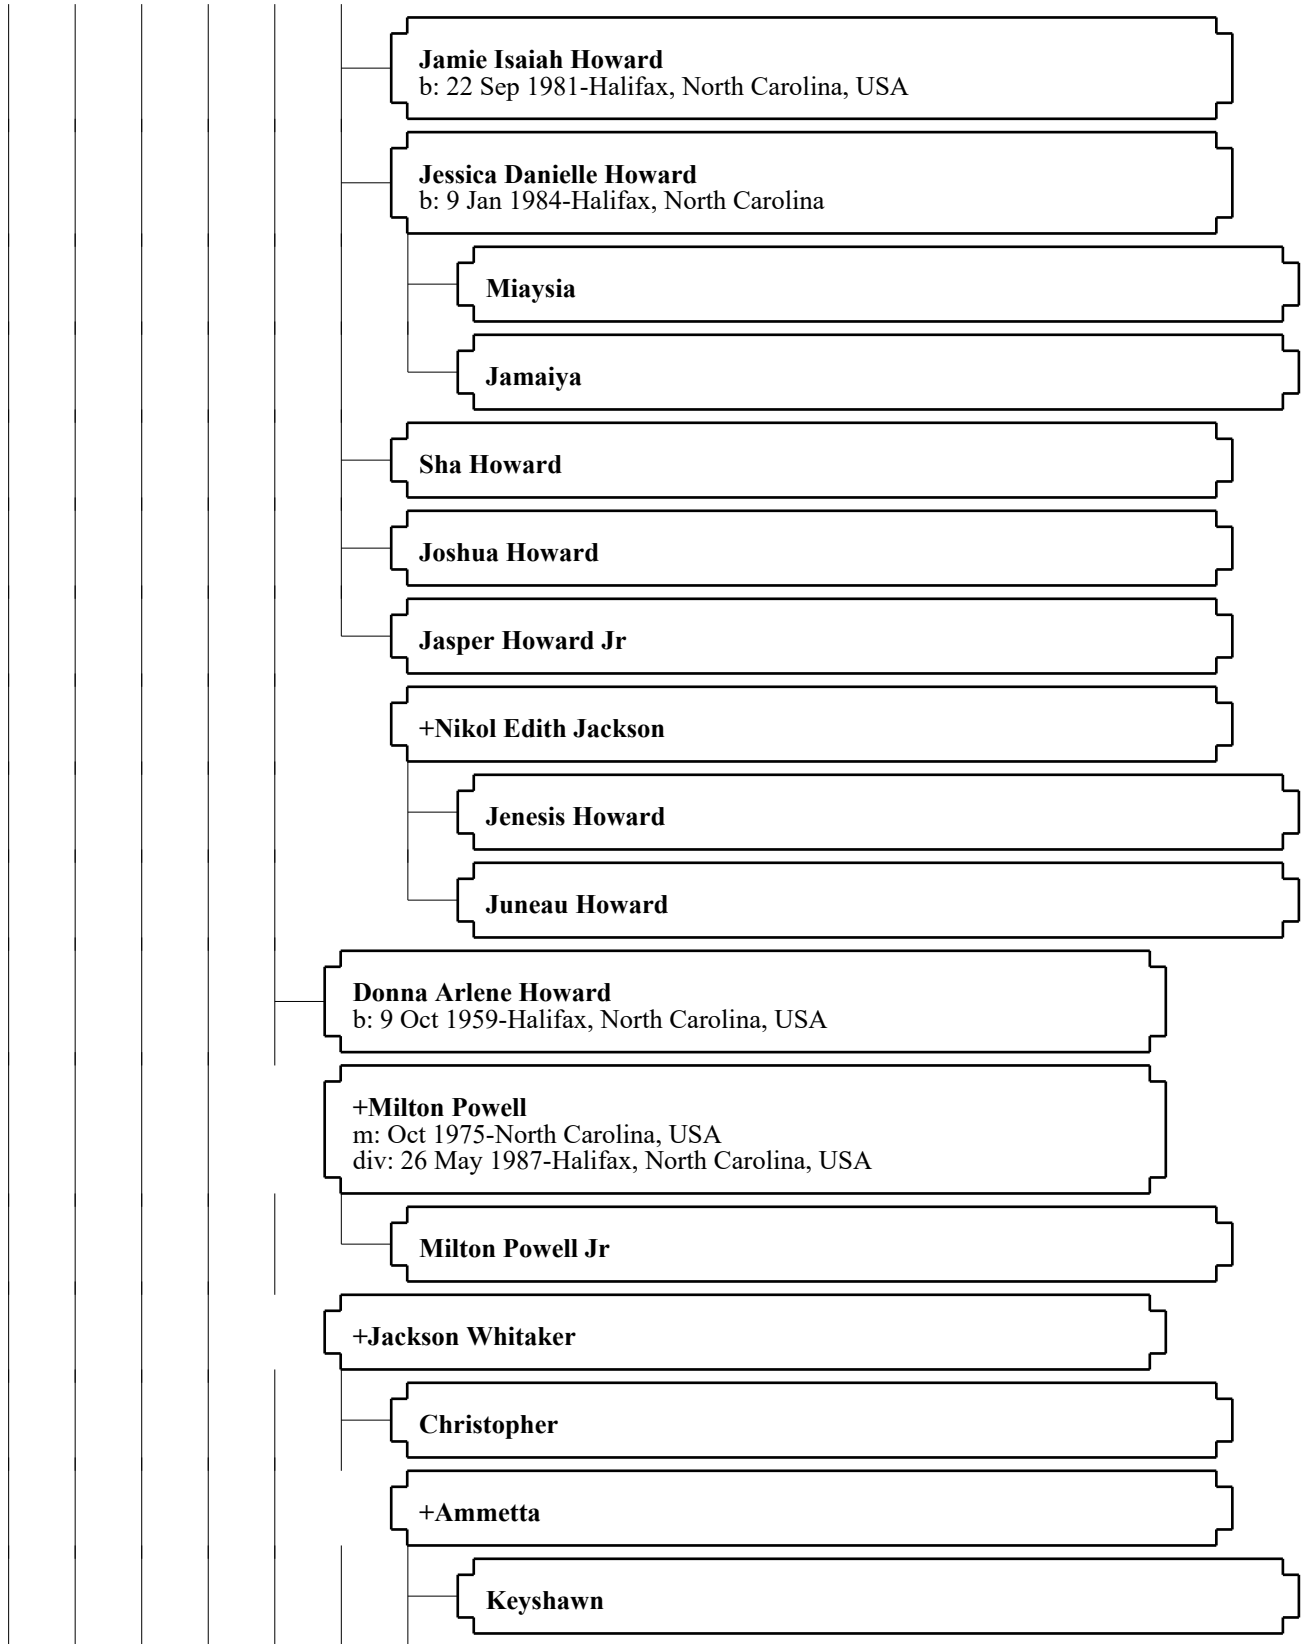 Jamie Isaiah Howard
b: 22 Sep 1981-Halifax, North Carolina, USA
Jessica Danielle Howard
b: 9 Jan 1984-Halifax, North Carolina
Miaysia
Jamaiya
Sha Howard
Joshua Howard
Jasper Howard Jr
+Nikol Edith Jackson
Jenesis Howard
Juneau Howard
Donna Arlene Howard
b: 9 Oct 1959-Halifax, North Carolina, USA
+Milton Powell
m: Oct 1975-North Carolina, USA
div: 26 May 1987-Halifax, North Carolina, USA
Milton Powell Jr
+Jackson Whitaker
Christopher
+Ammetta
Keyshawn